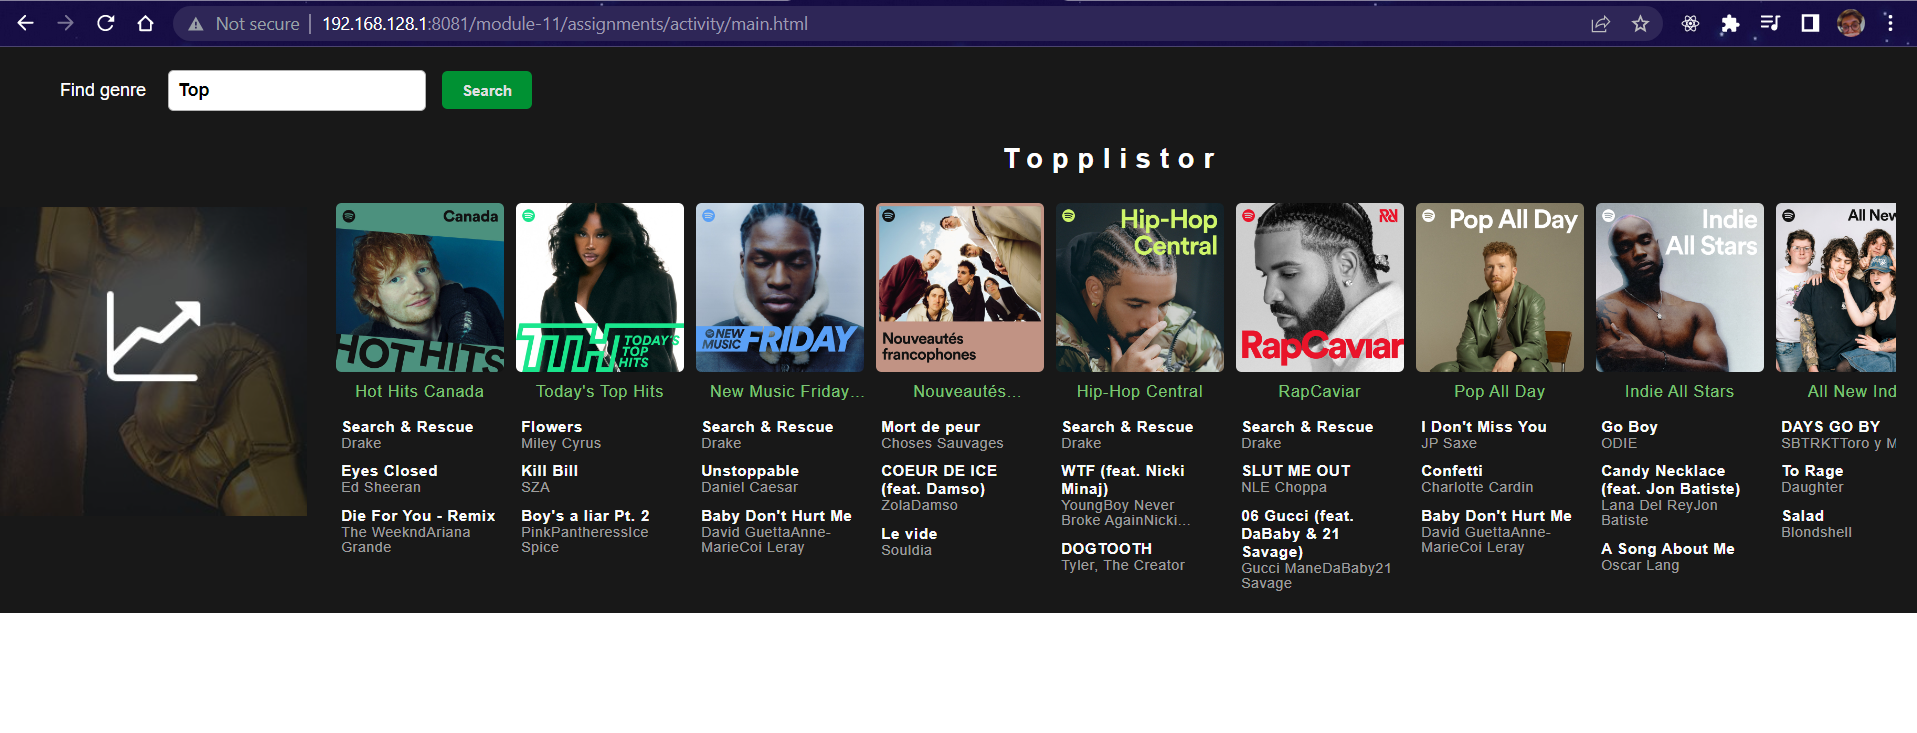 Not secure | 192.168.128.1:8081/module-11/assignments/activity/main.html
Find genre Top Search
Topplistor
Canada
HOT HITS
TTH TODAY'S TOP HITS
NEW MUSIC FRIDAY
Nouveautés
francophones
Hip-Hop
Central
RapCaviar
Pop All Day
Indie
All Stars
All New
Hot Hits Canada
Search & Rescue
Drake
Eyes Closed
Ed Sheeran
Die For You - Remix
The WeekndAriana
Grande
Today's Top Hits
Flowers
Miley Cyrus
Kill Bill
SZA
Boy's a liar Pt. 2
PinkPantheressIce
Spice
New Music Friday...
Search & Rescue
Drake
Unstoppable
Daniel Caesar
Baby Don't Hurt Me
David GuettaAnne-
MarieCoi Leray
Nouveautés...
Mort de peur
Choses Sauvages
COEUR DE ICE
(feat. Damso)
ZolaDamso
Le vide
Souldia
Hip-Hop Central
Search & Rescue
Drake
WTF (feat. Nicki
Minaj)
YoungBoy Never
Broke AgainNicki...
DOGTOOTH
Tyler, The Creator
RapCaviar
Search & Rescue
Drake
SLUT ME OUT
NLE Choppa
06 Gucci (feat.
DaBaby & 21
Savage)
Gucci ManeDaBaby21
Savage
Pop All Day
I Don't Miss You
JP Saxe
Confetti
Charlotte Cardin
Baby Don't Hurt Me
David GuettaAnne-
MarieCoi Leray
Indie All Stars
Go Boy
ODIE
Candy Necklace
(feat. Jon Batiste)
Lana Del ReyJon
Batiste
A Song About Me
Oscar Lang
All New Ind
DAYS GO BY
SBTRKTToro y M
To Rage
Daughter
Salad
Blondshell